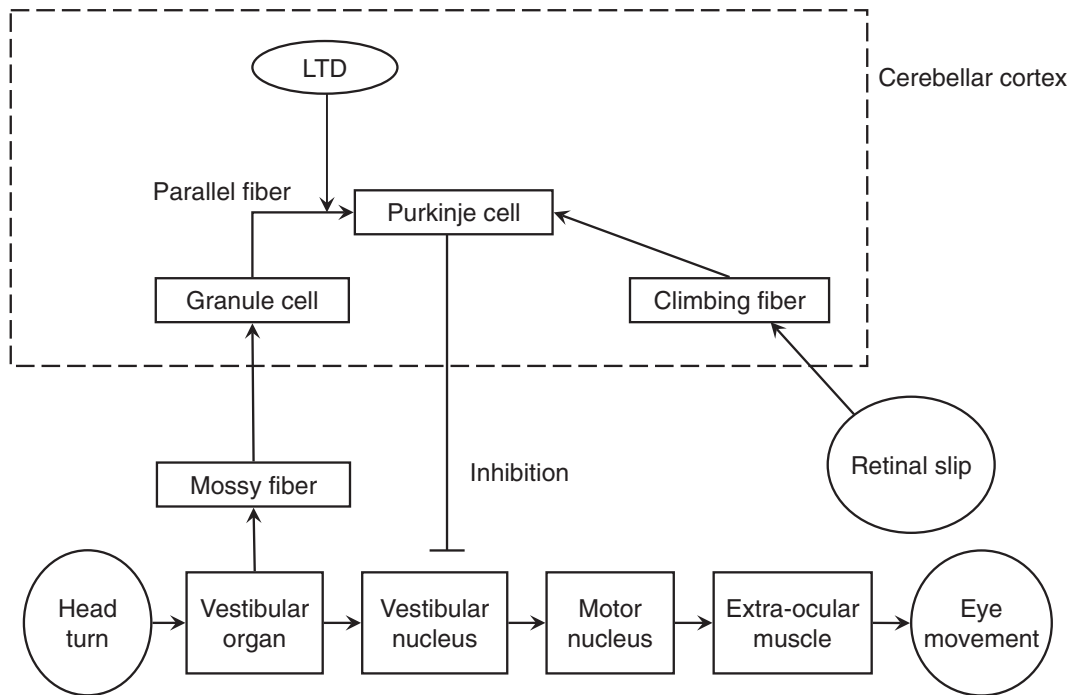 LTD
Cerebellar cortex
Parallel fiber
Purkinje cell
Granule cell
Climbing fiber
Mossy fiber
Inhibition
Retinal slip
Head
turn
Vestibular
organ
Vestibular
nucleus
Motor
nucleus
Extra-ocular
muscle
Eye
movement